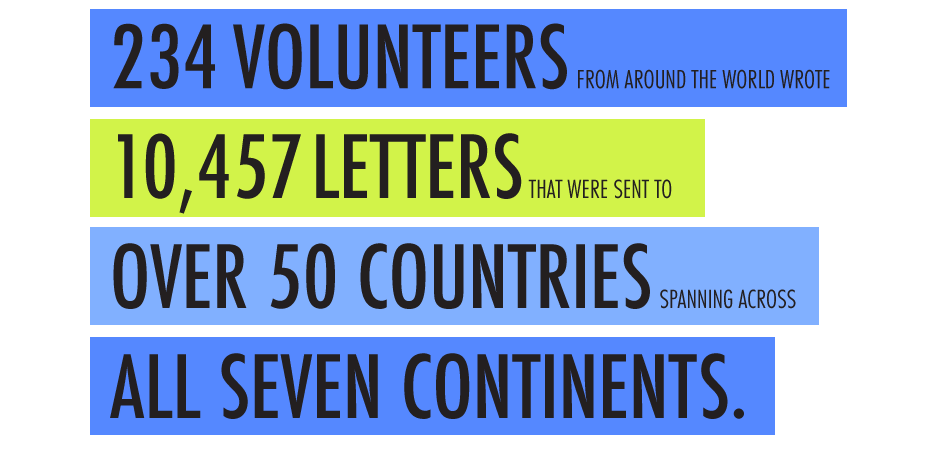 234 VOLUNTEERS FROM AROUND THE WORLD WROTE
10,457 LETTERS THAT WERE SENT TO
OVER 50 COUNTRIES SPANNING ACROSS
ALL SEVEN CONTINENTS.